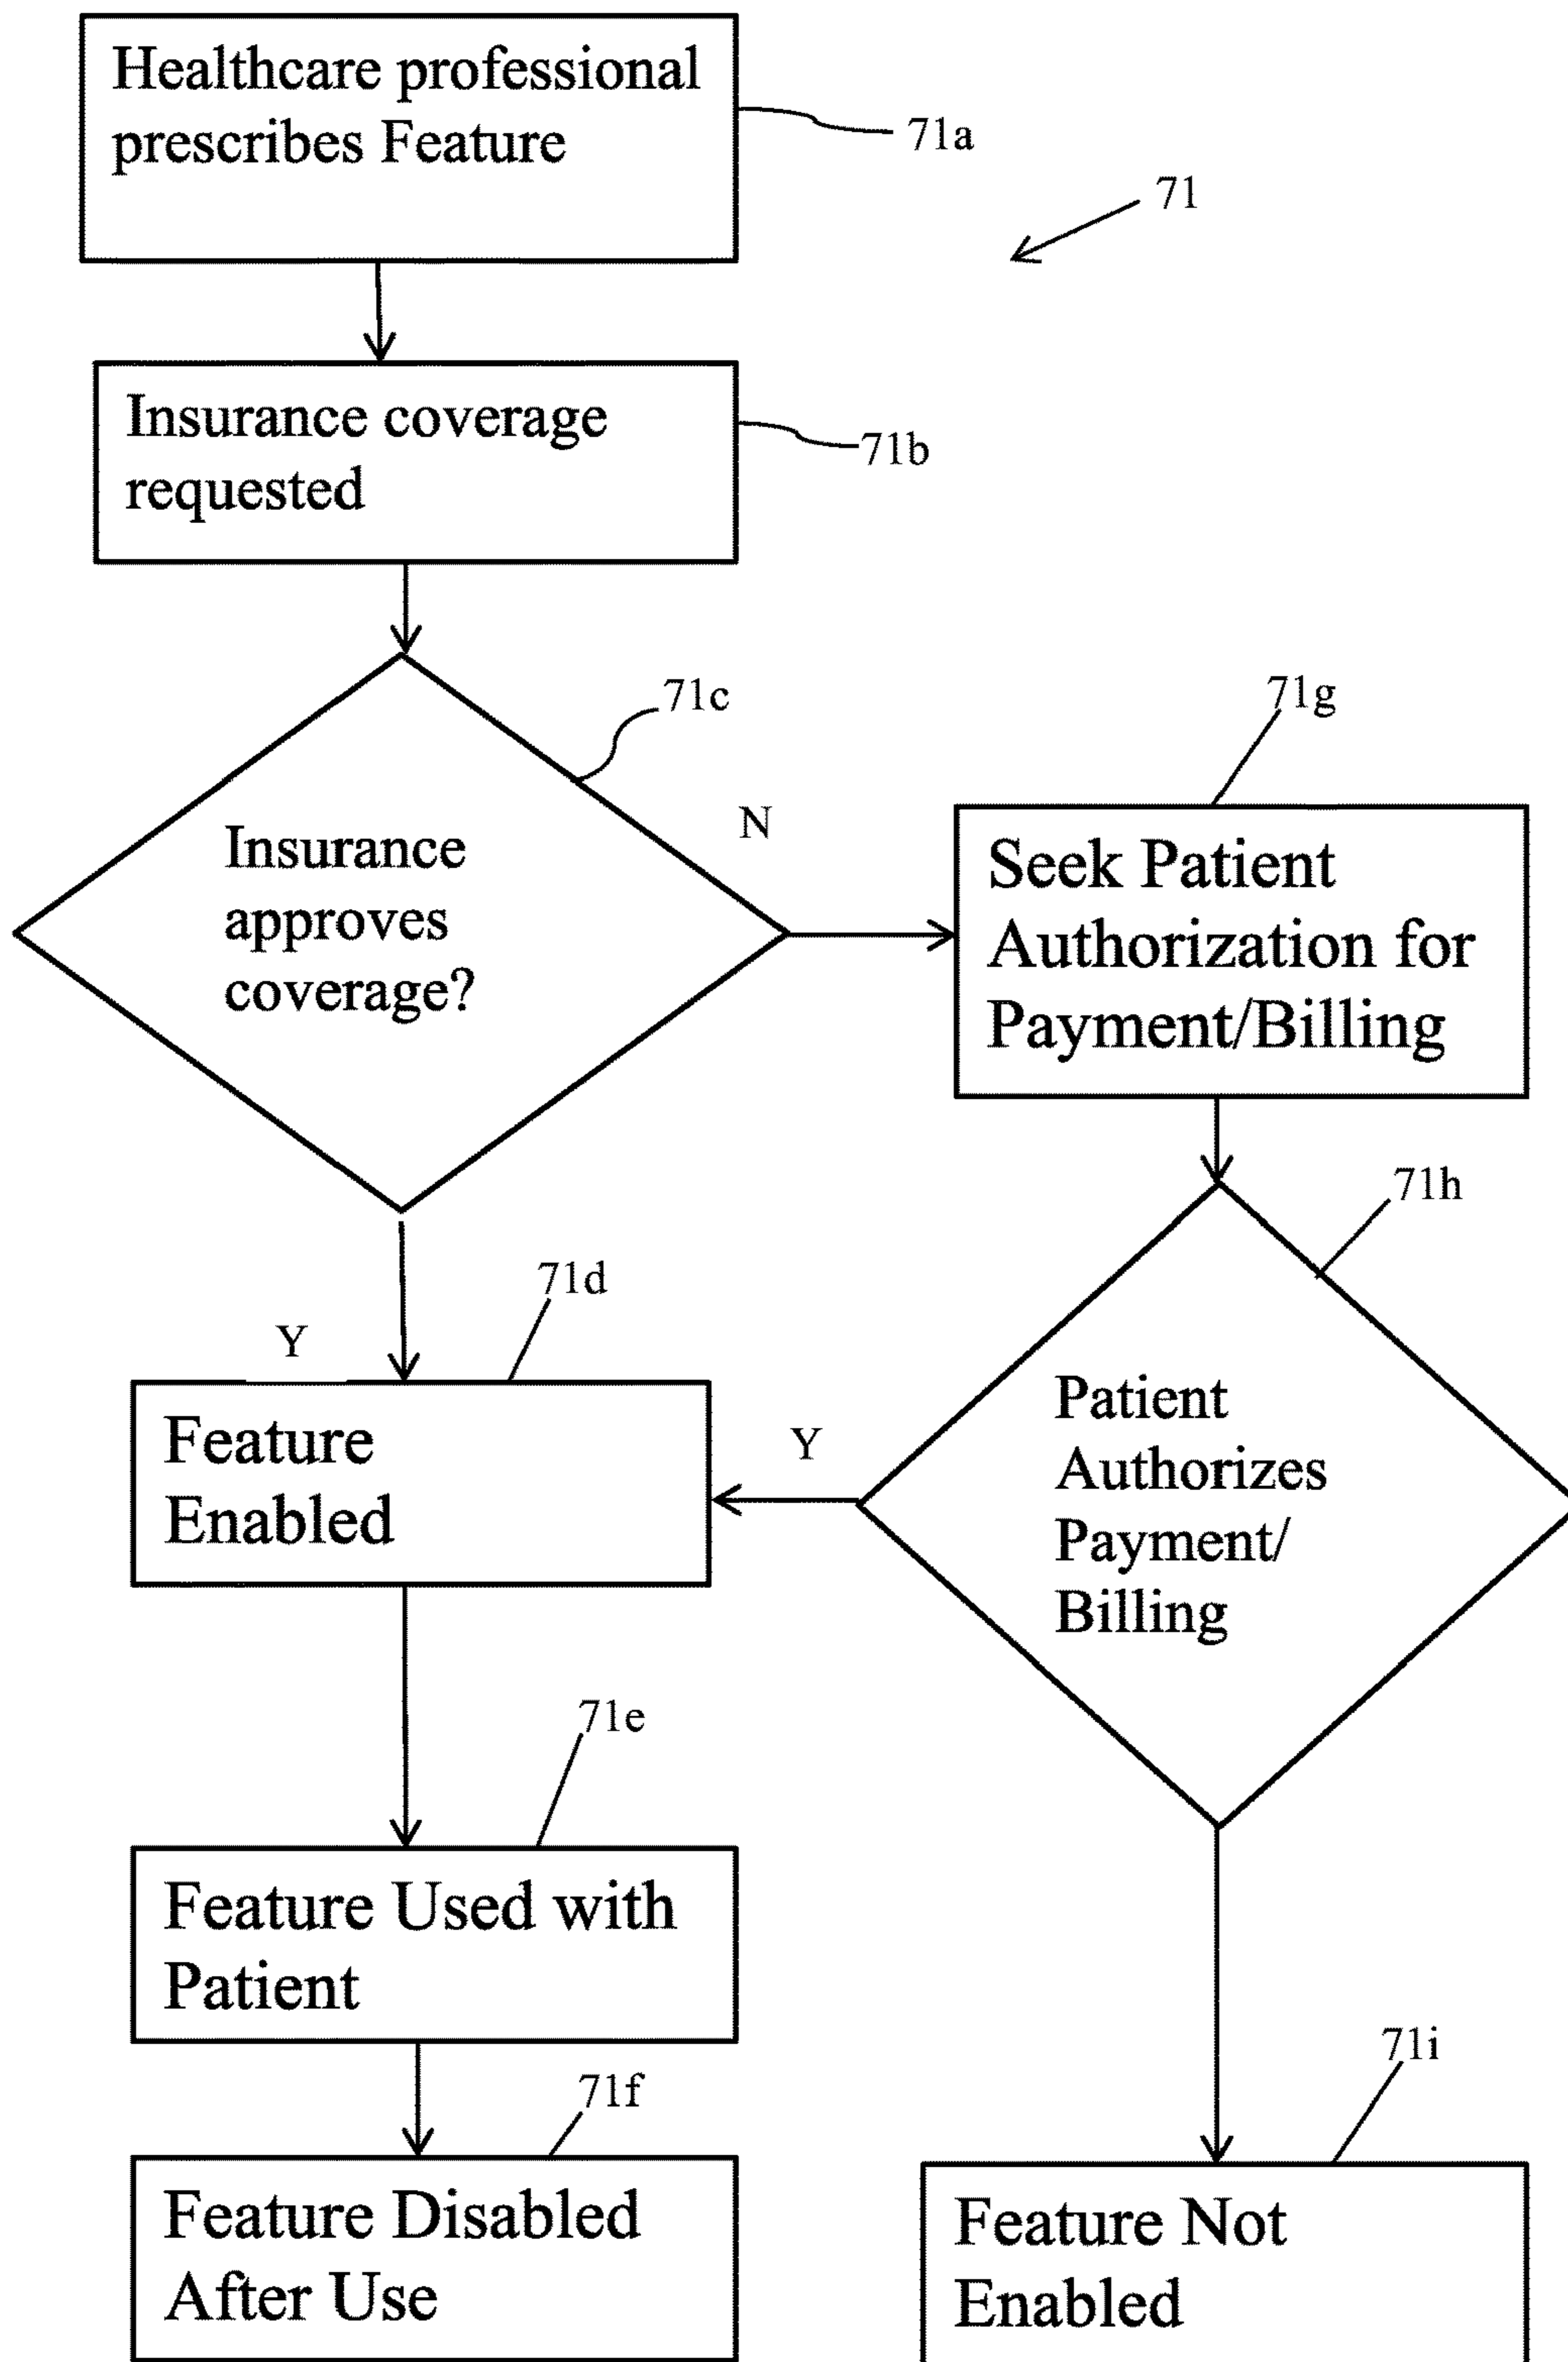 Healthcare professional
prescribes Feature
71a
71
Insurance coverage
requested
71b
71c
Insurance
approves
coverage?
N
71g
Seek Patient
Authorization for
Payment/Billing
71h
Patient
Authorizes
Payment/
Billing
Y
71d
Y
Feature
Enabled
71e
Feature Used with
Patient
71f
Feature Disabled
After Use
71i
Feature Not
Enabled